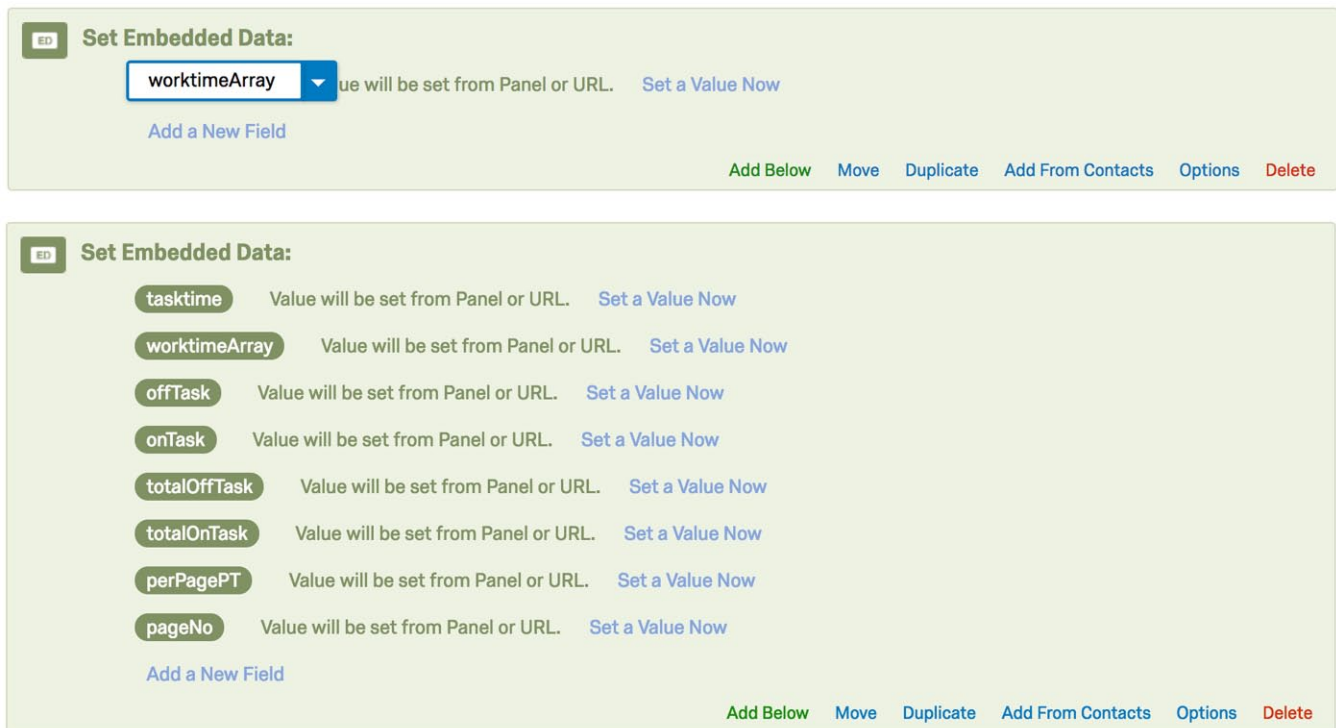 ED Set Embedded Data:
worktimeArray ue will be set from Panel or URL. Set a Value Now
Add a New Field
Add Below Move Duplicate Add From Contacts Options Delete
ED Set Embedded Data:
tasktime Value will be set from Panel or URL. Set a Value Now
worktimeArray Value will be set from Panel or URL. Set a Value Now
offTask Value will be set from Panel or URL. Set a Value Now
onTask Value will be set from Panel or URL. Set a Value Now
totalOffTask Value will be set from Panel or URL. Set a Value Now
totalOnTask Value will be set from Panel or URL. Set a Value Now
perPagePT Value will be set from Panel or URL. Set a Value Now
pageNo Value will be set from Panel or URL. Set a Value Now
Add a New Field
Add Below Move Duplicate Add From Contacts Options Delete